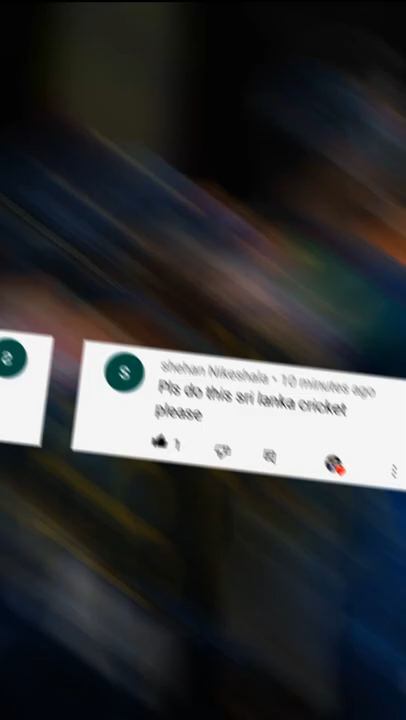 S
S
shehan Nikeshala • 10 minutes ago
Pls do this sri lanka cricket
please
1